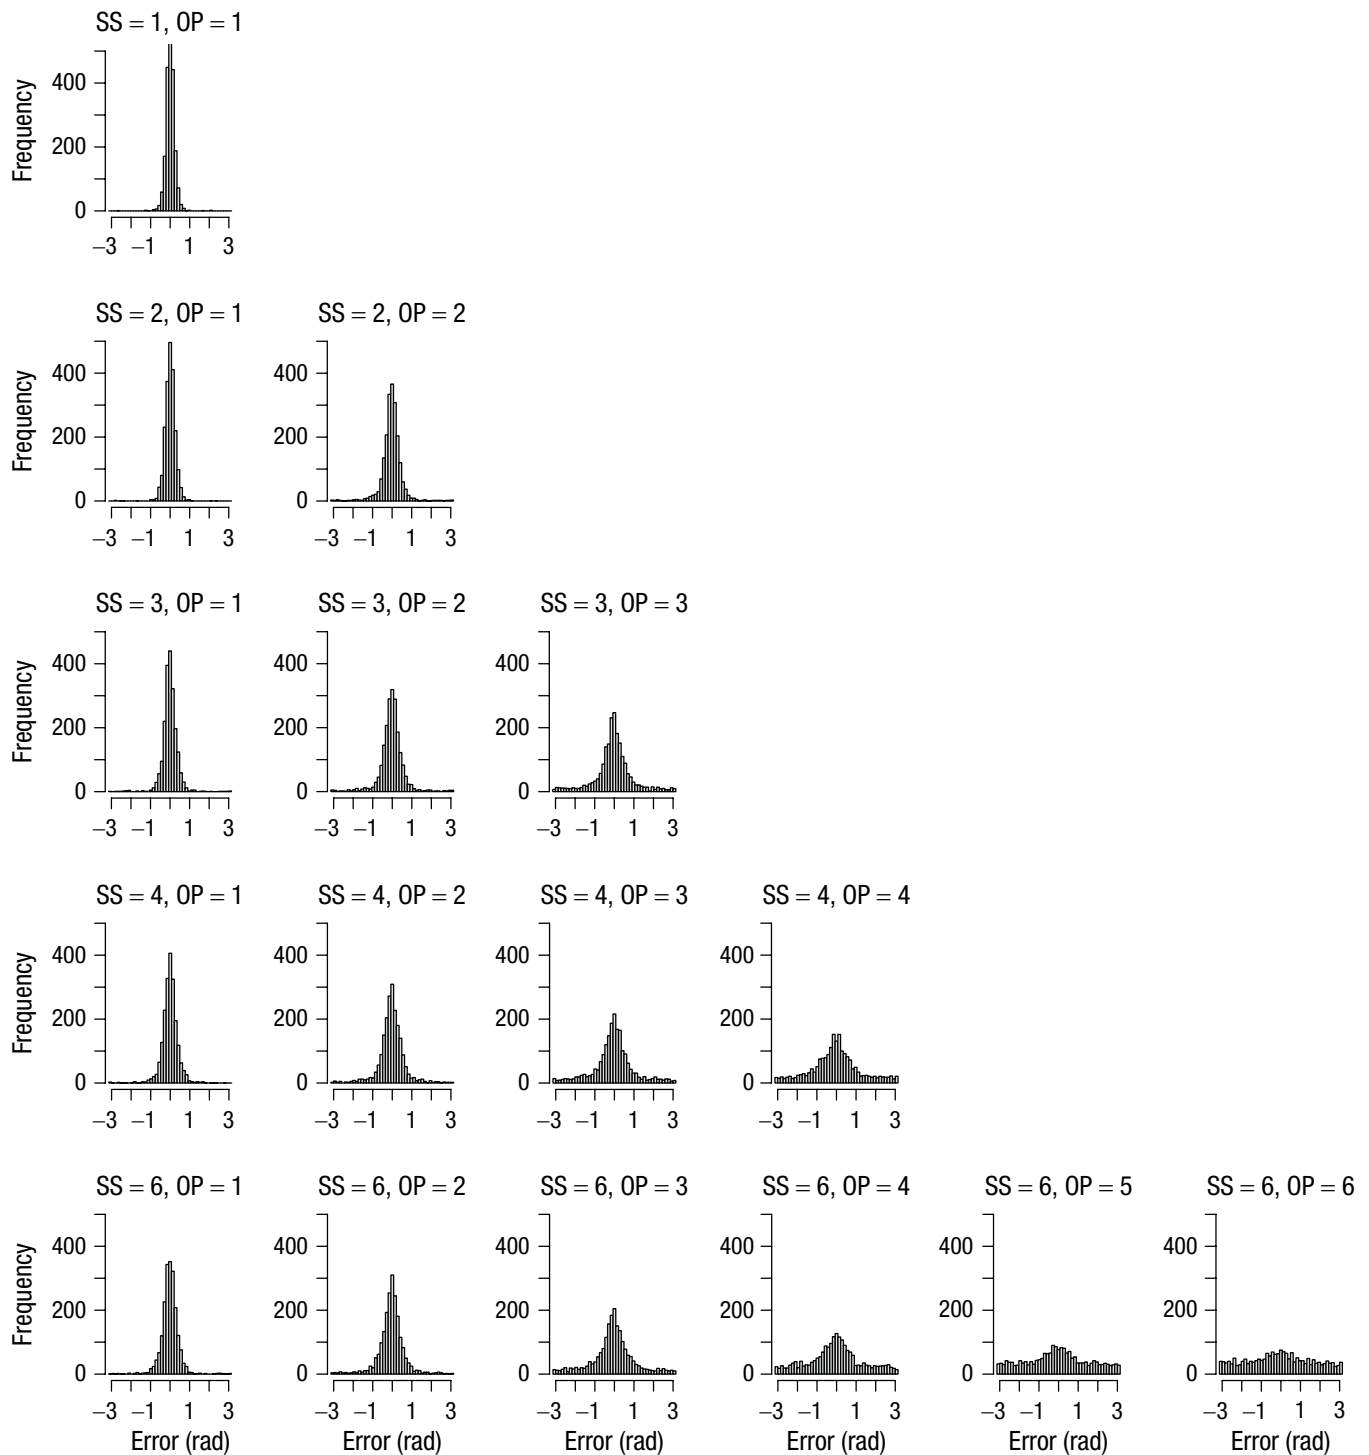 SS = 1, OP = 1
Frequency
400
200
0
−3 −1 1 3
SS = 2, OP = 1 SS = 2, OP = 2
Frequency
400 400
200 200
0 0
−3 −1 1 3 −3 −1 1 3
SS = 3, OP = 1 SS = 3, OP = 2 SS = 3, OP = 3
Frequency
400 400 400
200 200 200
0 0 0
−3 −1 1 3 −3 −1 1 3 −3 −1 1 3
SS = 4, OP = 1 SS = 4, OP = 2 SS = 4, OP = 3 SS = 4, OP = 4
Frequency
400 400 400 400
200 200 200 200
0 0 0 0
−3 −1 1 3 −3 −1 1 3 −3 −1 1 3 −3 −1 1 3
SS = 6, OP = 1 SS = 6, OP = 2 SS = 6, OP = 3 SS = 6, OP = 4 SS = 6, OP = 5 SS = 6, OP = 6
Frequency
400 400 400 400 400 400
200 200 200 200 200 200
0 0 0 0 0 0
−3 −1 1 3 −3 −1 1 3 −3 −1 1 3 −3 −1 1 3 −3 −1 1 3 −3 −1 1 3
Error (rad) Error (rad) Error (rad) Error (rad) Error (rad) Error (rad)